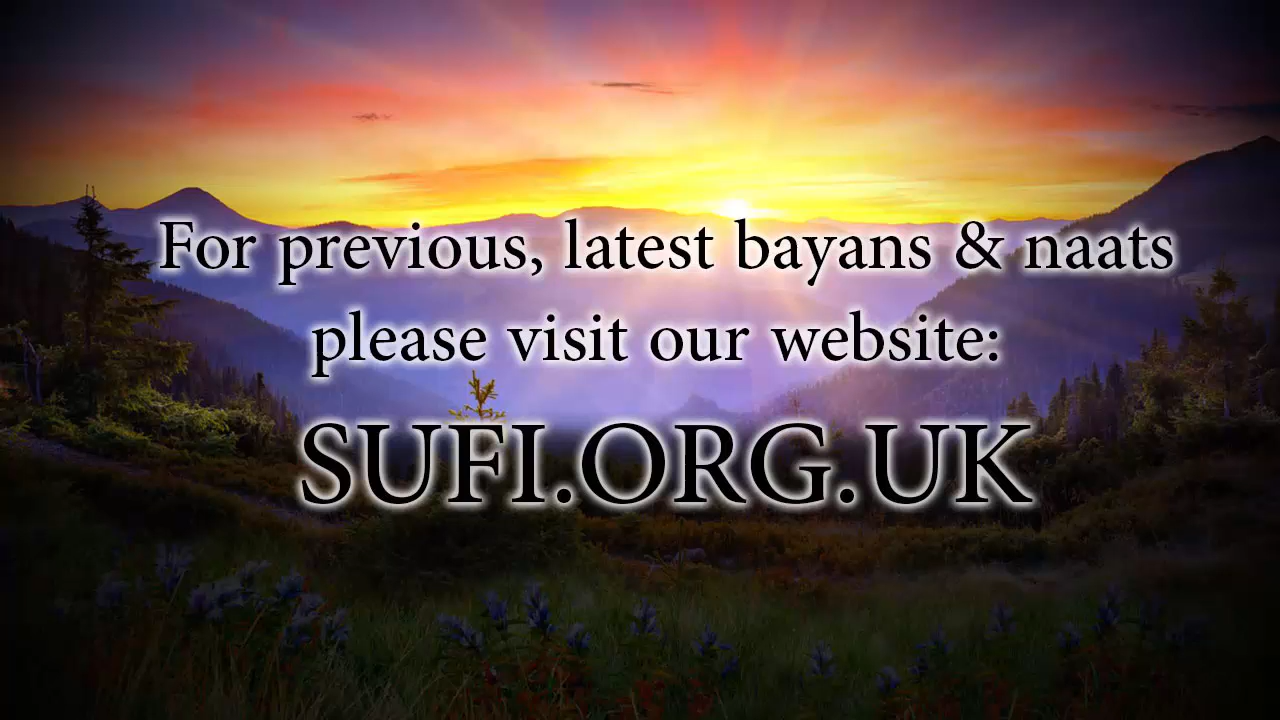 For previous, latest bayans & naats
please visit our website:
SUFI.ORG.UK